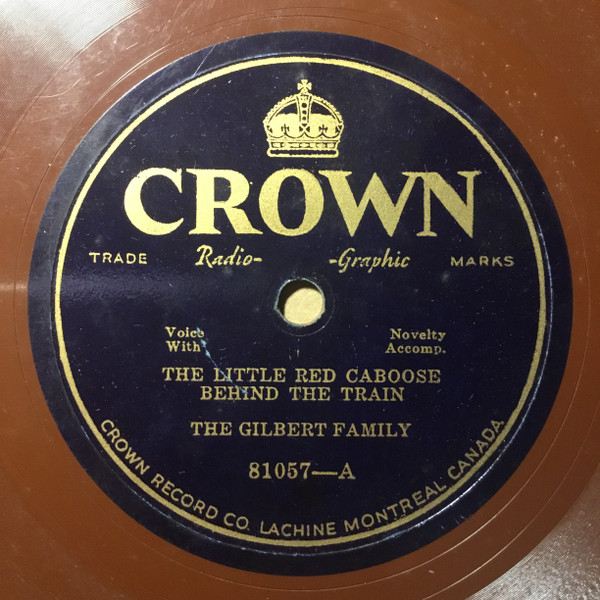 CROWN
TRADE Radio- -Graphic MARKS
Voice Novelty
With Accomp.
THE LITTLE RED CABOOSE
BEHIND THE TRAIN
THE GILBERT FAMILY
81057—A
CROWN RECORD CO. LACHINE MONTREAL CANADA